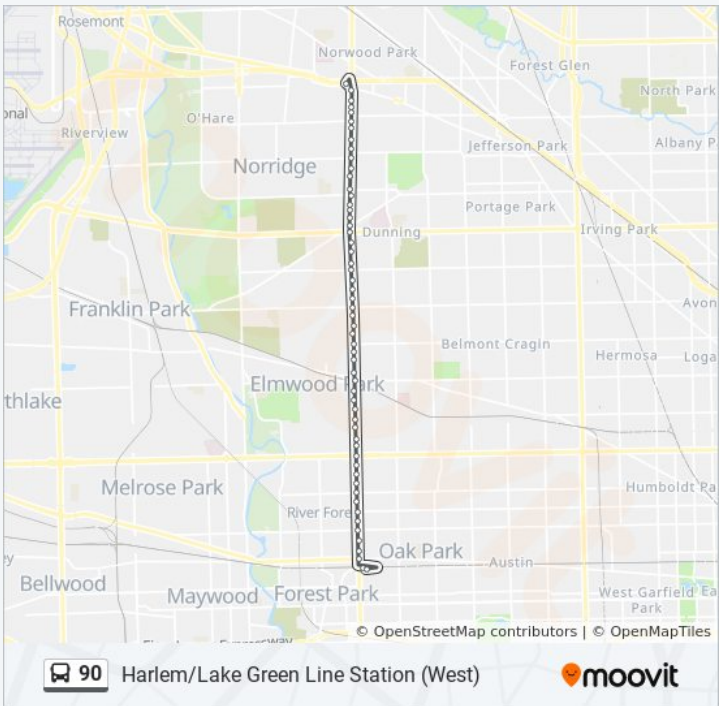 Rosemont
Norwood Park
Forest Glen
North Park
onal
O'Hare
Riverview
Jefferson Park
Albany P
Norridge
Portage Park
Dunning
Irving Park
Franklin Park
Avon
Belmont Cragin
Hermosa
Loga
Elmwood Park
thlake
Melrose Park
Humboldt Pa
River Fore
Oak Park
ey
Austin
Bellwood
Maywood
Forest Park
West Garfield
Park
Ea
© OpenStreetMap contributors | © OpenMapTiles
90 Harlem/Lake Green Line Station (West)
moovit